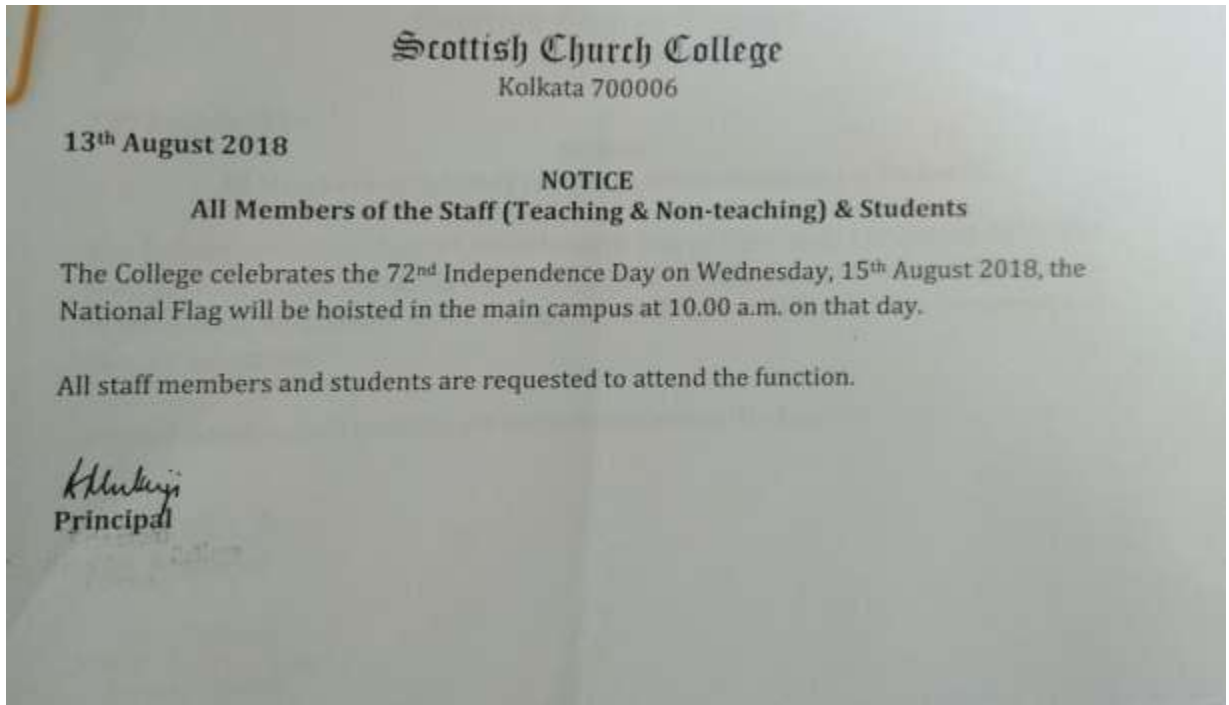 Scottish Church College
Kolkata 700006
13th August 2018
NOTICE
All Members of the Staff (Teaching & Non-teaching) & Students
The College celebrates the 72nd Independence Day on Wednesday, 15th August 2018, the
National Flag will be hoisted in the main campus at 10.00 a.m. on that day.
All staff members and students are requested to attend the function.
Principal